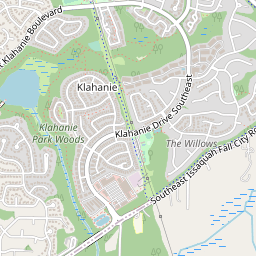 Klahanie Boulevard
Klahanie
Klahanie Drive Southeast
Klahanie
Park Woods
The Willows
Southeast Issaquah Fall City Ro